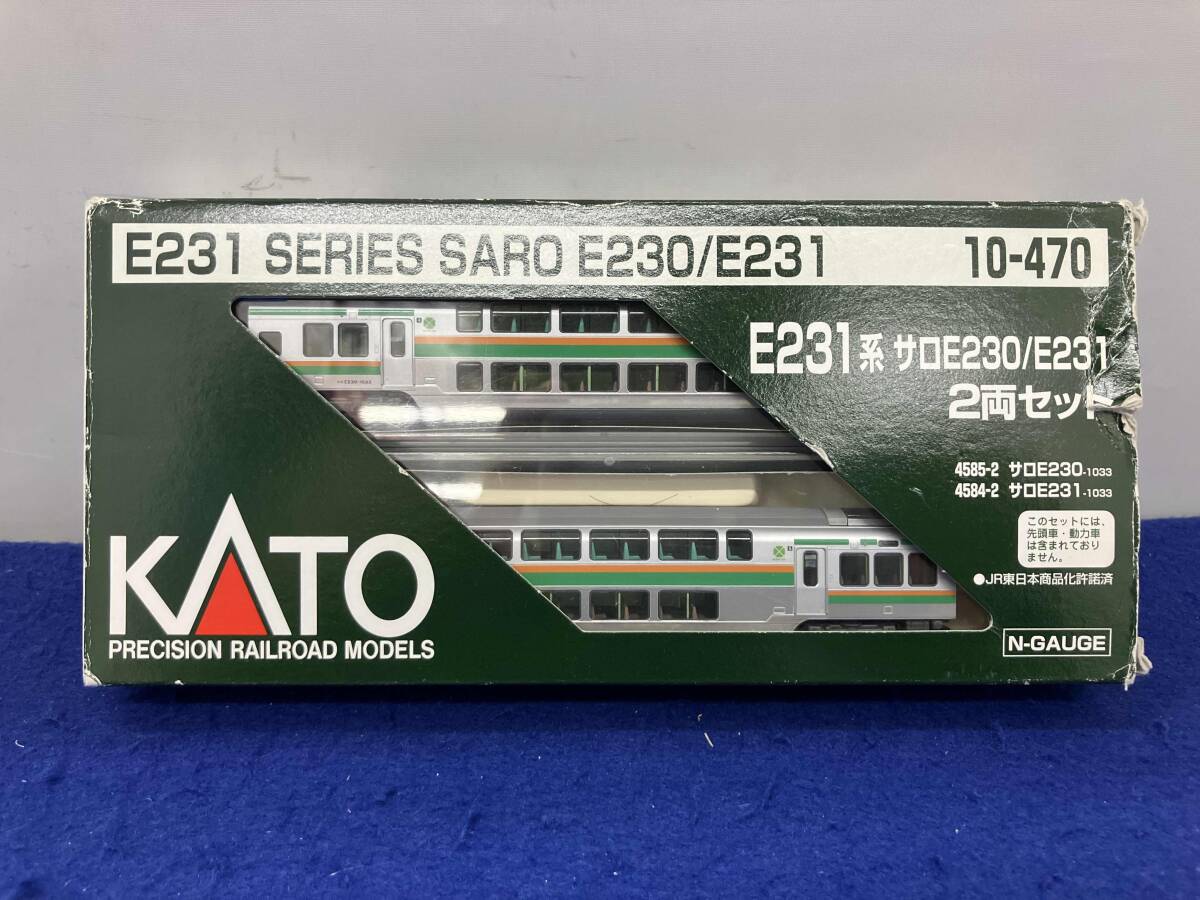 E231 SERIES SARO E230/E231 10-470
E231系 サロE230/E231
2両セット
4585-2 サロE230-1033
4584-2 サロE231-1033
このセットには、
先頭車・動力車
は含まれており
ません。
●JR東日本商品化許諾済
KATO
PRECISION RAILROAD MODELS
N-GAUGE